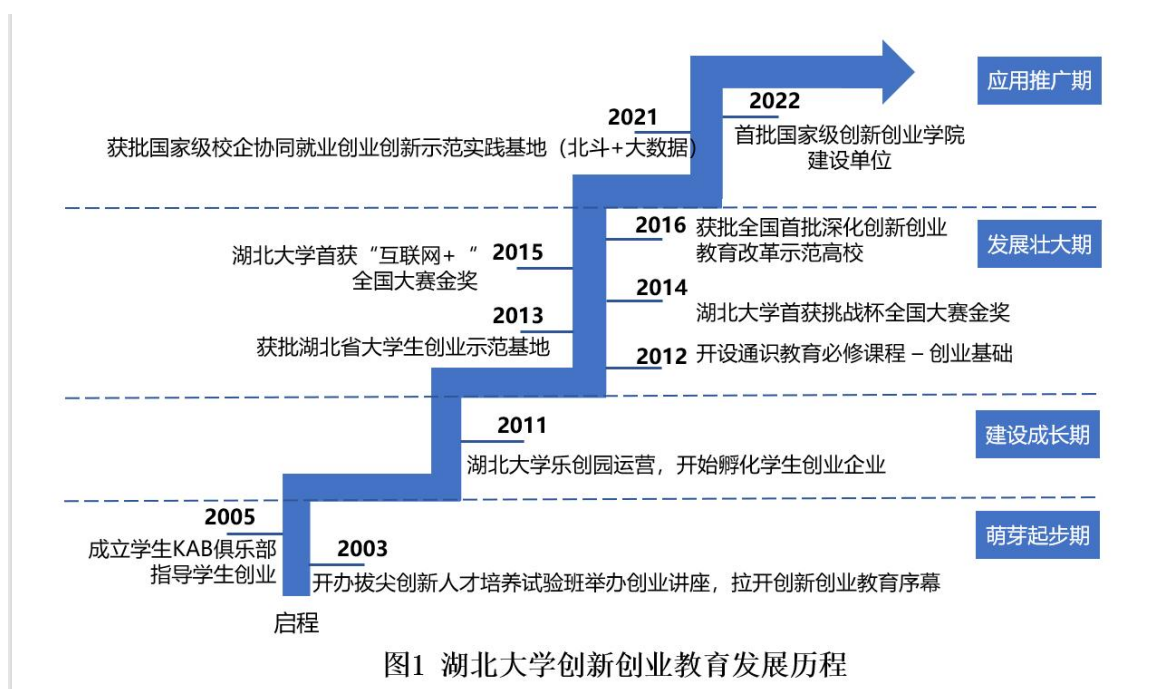 应用推广期
2022
首批国家级创新创业学院
建设单位
2021
获批国家级校企协同就业创业创新示范实践基地（北斗+大数据）
发展壮大期
2016
获批全国首批深化创新创业
教育改革示范高校
2015
湖北大学首获“互联网+“
全国大赛金奖
2014
湖北大学首获挑战杯全国大赛金奖
2013
获批湖北省大学生创业示范基地
2012
开设通识教育必修课程 – 创业基础
建设成长期
2011
湖北大学乐创园运营，开始孵化学生创业企业
萌芽起步期
2005
成立学生KAB俱乐部
指导学生创业
2003
开办拔尖创新人才培养试验班举办创业讲座，拉开创新创业教育序幕
启程
图1 湖北大学创新创业教育发展历程